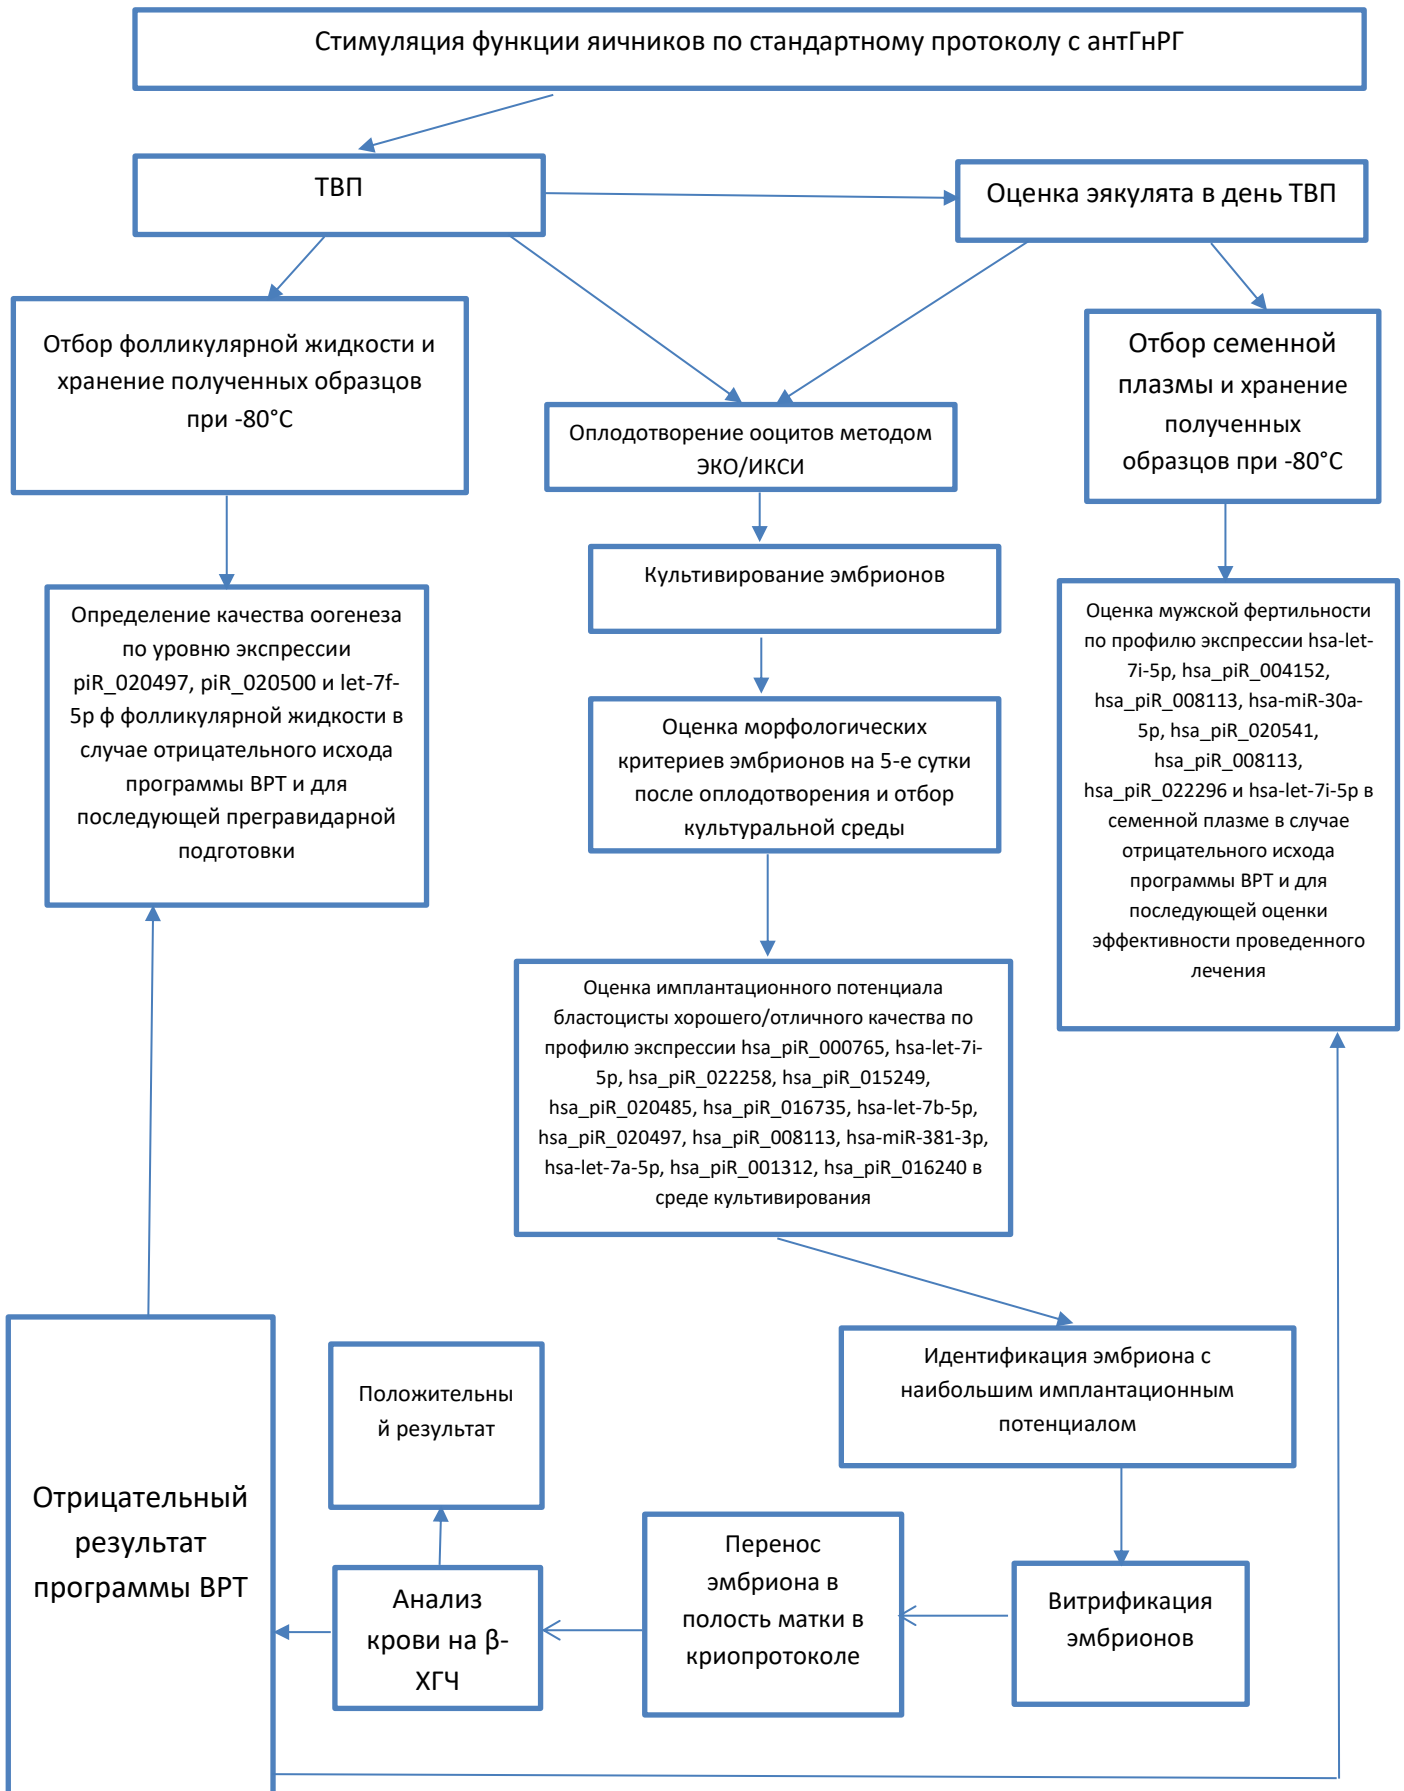 Стимуляция функции яичников по стандартному протоколу с антГнРГ
ТВП
Оценка эякулята в день ТВП
Отбор фолликулярной жидкости и
хранение полученных образцов
при -80°C
Оплодотворение ооцитов методом
ЭКО/ИКСИ
Отбор семенной
плазмы и хранение
полученных
образцов при -80°C
Культивирование эмбрионов
Определение качества оогенеза
по уровню экспрессии
piR_020497, piR_020500 и let-7f-
5p ф фолликулярной жидкости в
случае отрицательного исхода
программы ВРТ и для
последующей прегравидарной
подготовки
Оценка морфологических
критериев эмбрионов на 5-е сутки
после оплодотворения и отбор
культуральной среды
Оценка мужской фертильности
по профилю экспрессии hsa-let-
7i-5p, hsa_piR_004152,
hsa_piR_008113, hsa-miR-30a-
5p, hsa_piR_020541,
hsa_piR_008113,
hsa_piR_022296 и hsa-let-7i-5p в
семенной плазме в случае
отрицательного исхода
программы ВРТ и для
последующей оценки
эффективности проведенного
лечения
Оценка имплантационного потенциала
бластоцисты хорошего/отличного качества по
профилю экспрессии hsa_piR_000765, hsa-let-7i-
5p, hsa_piR_022258, hsa_piR_015249,
hsa_piR_020485, hsa_piR_016735, hsa-let-7b-5p,
hsa_piR_020497, hsa_piR_008113, hsa-miR-381-3p,
hsa-let-7a-5p, hsa_piR_001312, hsa_piR_016240 в
среде культивирования
Идентификация эмбриона с
наибольшим имплантационным
потенциалом
Витрификация
эмбрионов
Перенос
эмбриона в
полость матки в
криопротоколе
Анализ
крови на β-
ХГЧ
Положительны
й результат
Отрицательный
результат
программы ВРТ